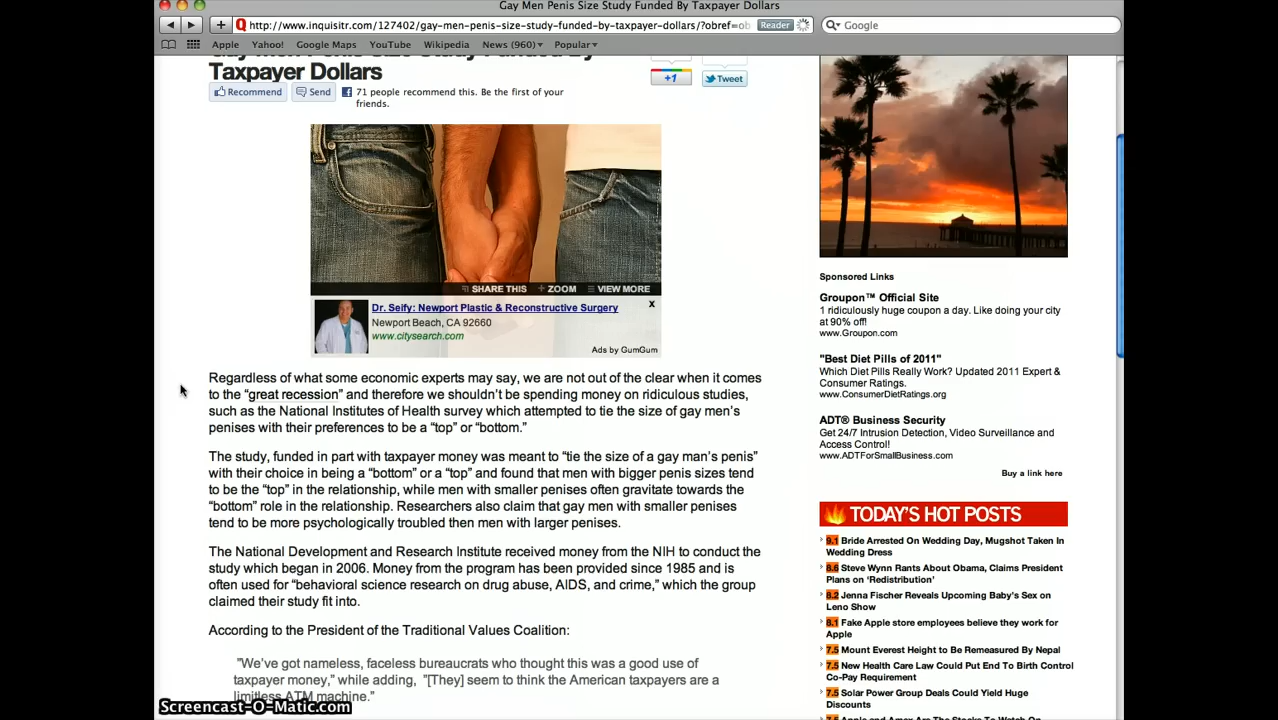 Gay Men Penis Size Study Funded By Taxpayer Dollars
http://www.inquisitr.com/127402/gay-men-penis-size-study-funded-by-taxpayer-dollars/?obref=ob
Reader
Google
Apple Yahoo! Google Maps YouTube Wikipedia News (960) Popular
Gay Men Penis Size Study Funded By
Taxpayer Dollars
+1
Tweet
Recommend
Send
71 people recommend this. Be the first of your
friends.
SHARE THIS + ZOOM VIEW MORE
Dr. Seify: Newport Plastic & Reconstructive Surgery
x
Newport Beach, CA 92660
www.citysearch.com
Ads by GumGum
Regardless of what some economic experts may say, we are not out of the clear when it comes
to the “great recession” and therefore we shouldn’t be spending money on ridiculous studies,
such as the National Institutes of Health survey which attempted to tie the size of gay men’s
penises with their preferences to be a “top” or “bottom.”
The study, funded in part with taxpayer money was meant to “tie the size of a gay man’s penis”
with their choice in being a “bottom” or a “top” and found that men with bigger penis sizes tend
to be the “top” in the relationship, while men with smaller penises often gravitate towards the
“bottom” role in the relationship. Researchers also claim that gay men with smaller penises
tend to be more psychologically troubled then men with larger penises.
The National Development and Research Institute received money from the NIH to conduct the
study which began in 2006. Money from the program has been provided since 1985 and is
often used for “behavioral science research on drug abuse, AIDS, and crime,” which the group
claimed their study fit into.
According to the President of the Traditional Values Coalition:
”We’ve got nameless, faceless bureaucrats who thought this was a good use of
taxpayer money,” while adding, ”[They] seem to think the American taxpayers are a
limitless ATM machine.”
Sponsored Links
Groupon™ Official Site
1 ridiculously huge coupon a day. Like doing your city
at 90% off!
www.Groupon.com
"Best Diet Pills of 2011"
Which Diet Pills Really Work? Updated 2011 Expert &
Consumer Ratings.
www.ConsumerDietRatings.org
ADT® Business Security
Get 24/7 Intrusion Detection, Video Surveillance and
Access Control!
www.ADTForSmallBusiness.com
Buy a link here
TODAY'S HOT POSTS
9.1 Bride Arrested On Wedding Day, Mugshot Taken In
Wedding Dress
8.6 Steve Wynn Rants About Obama, Claims President
Plans on ‘Redistribution’
8.2 Jenna Fischer Reveals Upcoming Baby's Sex on
Leno Show
8.1 Fake Apple store employees believe they work for
Apple
7.5 Mount Everest Height to Be Remeasured By Nepal
7.5 New Health Care Law Could Put End To Birth Control
Co-Pay Requirement
7.5 Solar Power Group Deals Could Yield Huge
Discounts
7.5 Apple and Amex Are The Stocks To Watch On
Screencast-O-Matic.com